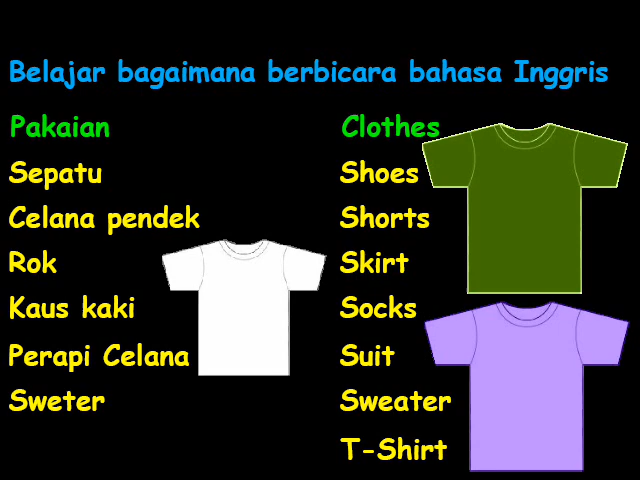 Belajar bagaimana berbicara bahasa Inggris
Pakaian Clothes
Sepatu Shoes
Celana pendek Shorts
Rok Skirt
Kaus kaki Socks
Perapi Celana Suit
Sweter Sweater
T-Shirt